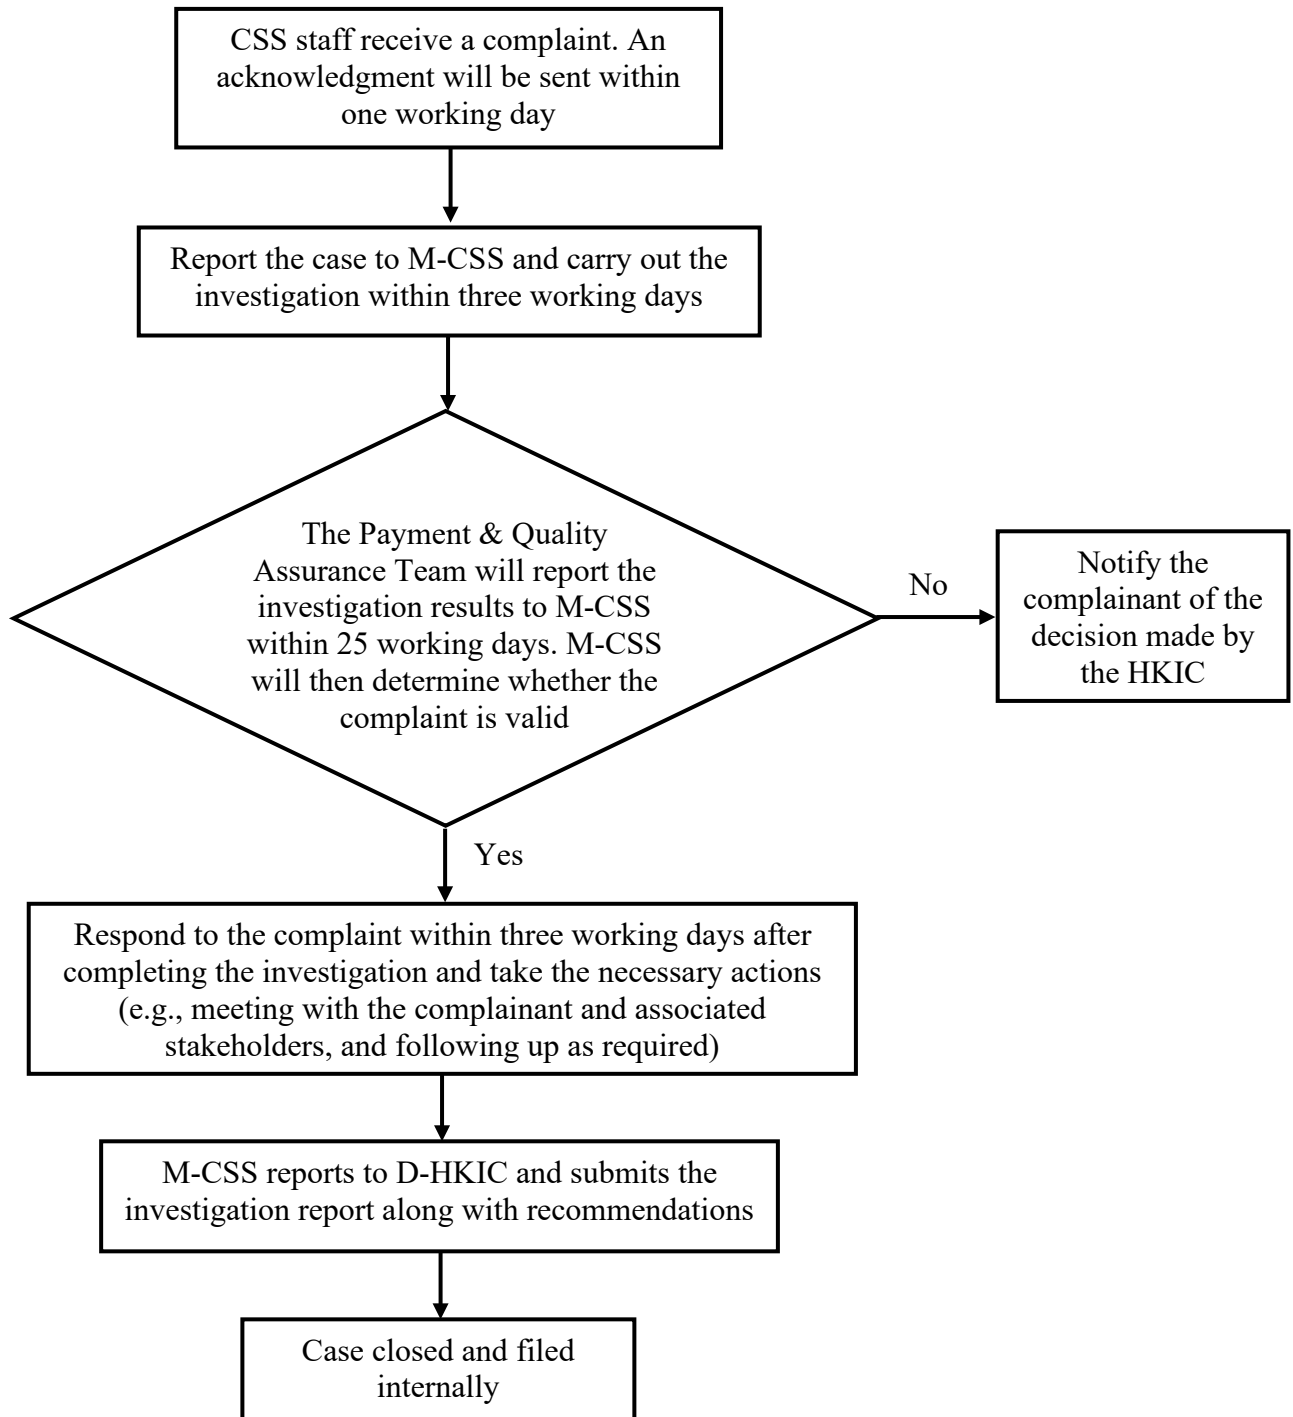 CSS staff receive a complaint. An
acknowledgment will be sent within
one working day
Report the case to M-CSS and carry out the
investigation within three working days
The Payment & Quality
Assurance Team will report the
investigation results to M-CSS
within 25 working days. M-CSS
will then determine whether the
complaint is valid
No
Notify the
complainant of the
decision made by
the HKIC
Yes
Respond to the complaint within three working days after
completing the investigation and take the necessary actions
(e.g., meeting with the complainant and associated
stakeholders, and following up as required)
M-CSS reports to D-HKIC and submits the
investigation report along with recommendations
Case closed and filed
internally